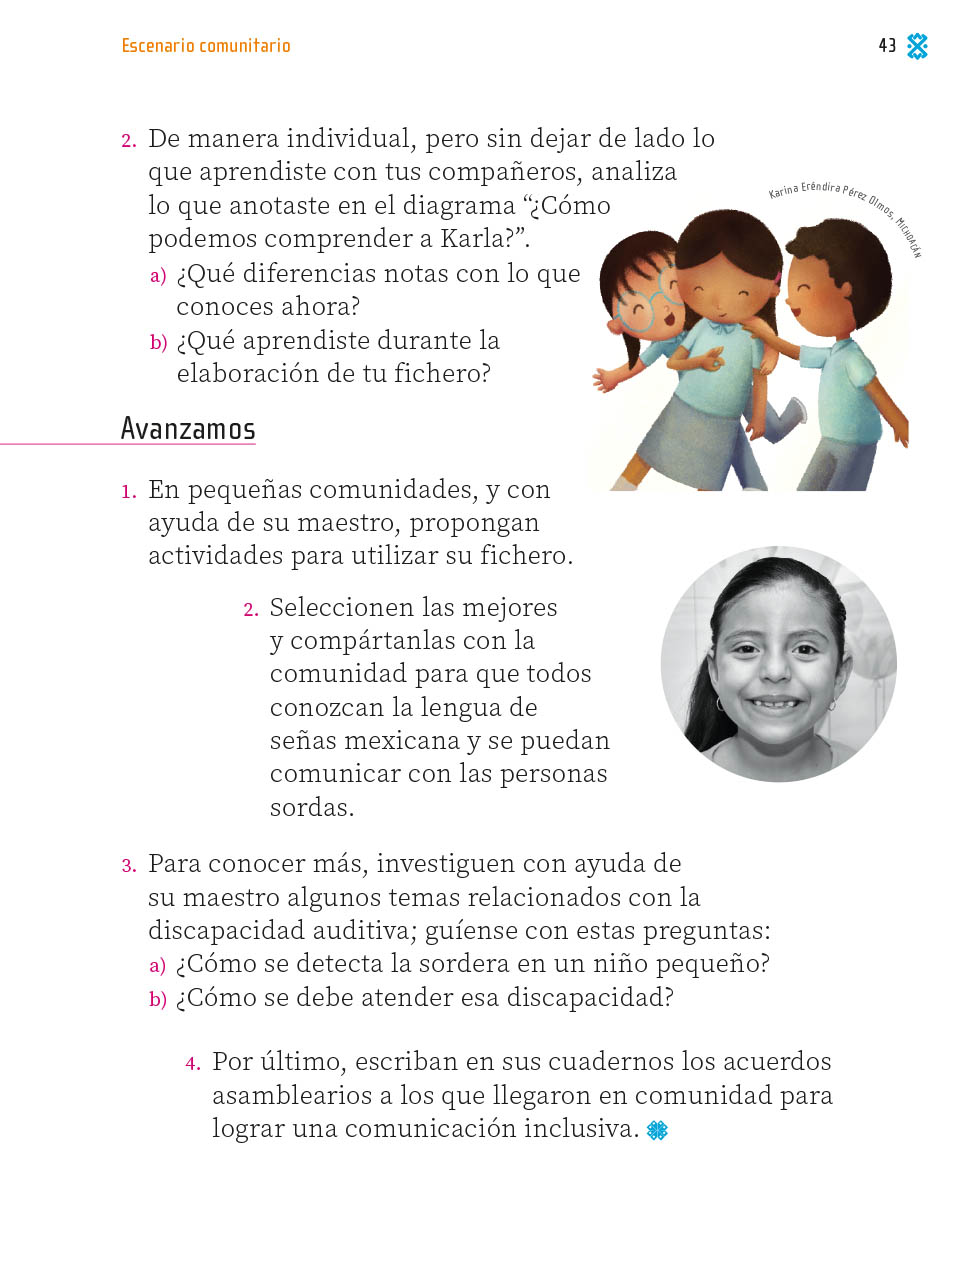 Escenario comunitario
43
2. De manera individual, pero sin dejar de lado lo
que aprendiste con tus compañeros, analiza
lo que anotaste en el diagrama “¿Cómo
podemos comprender a Karla?”.
a) ¿Qué diferencias notas con lo que
conoces ahora?
b) ¿Qué aprendiste durante la
elaboración de tu fichero?
Karina Eréndira Pérez Olmos, Michoacán
Avanzamos
1. En pequeñas comunidades, y con
ayuda de su maestro, propongan
actividades para utilizar su fichero.
2. Seleccionen las mejores
y compártanlas con la
comunidad para que todos
conozcan la lengua de
señas mexicana y se puedan
comunicar con las personas
sordas.
3. Para conocer más, investiguen con ayuda de
su maestro algunos temas relacionados con la
discapacidad auditiva; guíense con estas preguntas:
a) ¿Cómo se detecta la sordera en un niño pequeño?
b) ¿Cómo se debe atender esa discapacidad?
4. Por último, escriban en sus cuadernos los acuerdos
asamblearios a los que llegaron en comunidad para
lograr una comunicación inclusiva.